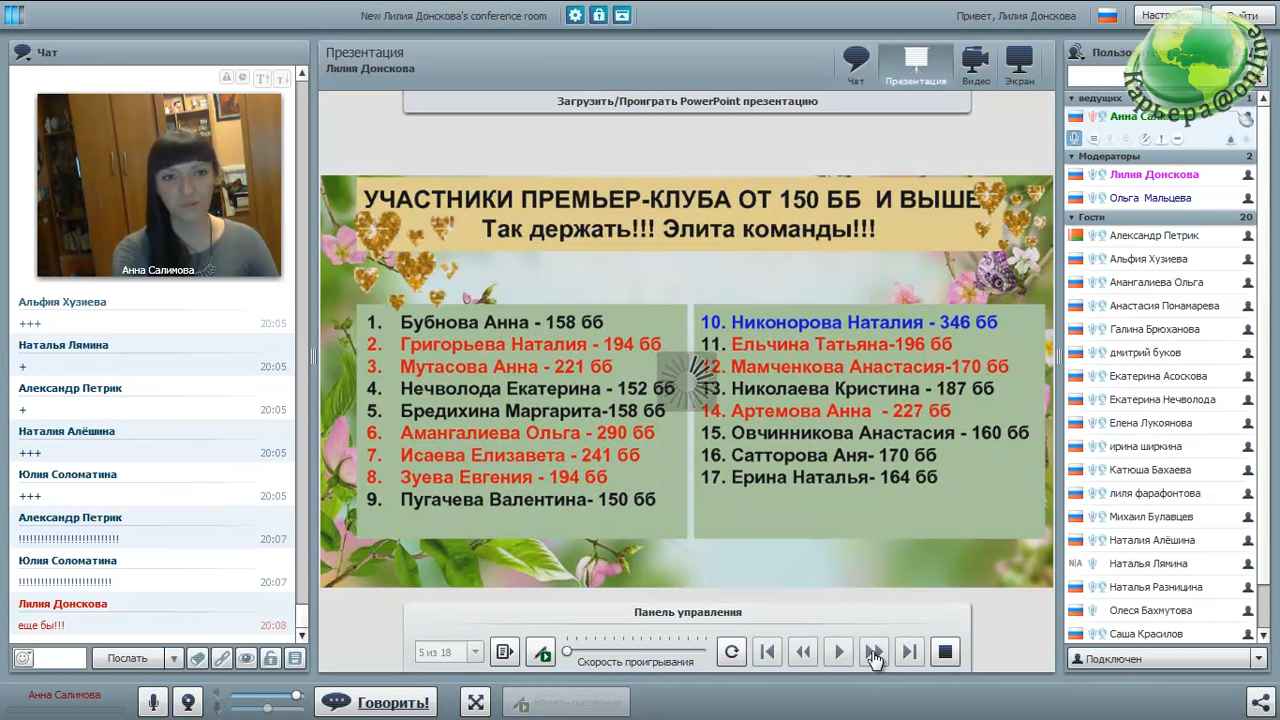 New Лилия Донскова's conference room
Привет, Лилия Донскова
Настройки
Выйти
Чат
Анна Салимова
Альфия Хузиева
+++
20:05
Наталья Лямина
+
20:05
Александр Петрик
+
20:05
Наталия Алёшина
+++
20:05
Юлия Соломатина
+++
20:05
Александр Петрик
!!!!!!!!!!!!!!!!!!!!!!!!!!!
20:07
Юлия Соломатина
!!!!!!!!!!!!!!!!!!!!!!!!!
20:07
Лилия Донскова
еще бы!!!
20:08
Послать
Презентация
Лилия Донскова
Чат
Презентация
Видео
Экран
Загрузить/Проиграть PowerPoint презентацию
УЧАСТНИКИ ПРЕМЬЕР-КЛУБА ОТ 150 ББ И ВЫШЕ
Так держать!!! Элита команды!!!
1. Бубнова Анна - 158 бб
2. Григорьева Наталия - 194 бб
3. Мутасова Анна - 221 бб
4. Нечволода Екатерина - 152 бб
5. Бредихина Маргарита-158 бб
6. Амангалиева Ольга - 290 бб
7. Исаева Елизавета - 241 бб
8. Зуева Евгения - 194 бб
9. Пугачева Валентина- 150 бб
10. Никонорова Наталия - 346 бб
11. Ельчина Татьяна-196 бб
12. Мамченкова Анастасия-170 бб
13. Николаева Кристина - 187 бб
14. Артемова Анна - 227 бб
15. Овчинникова Анастасия - 160 бб
16. Сатторова Аня- 170 бб
17. Ерина Наталья- 164 бб
Панель управления
5 из 18
Скорость проигрывания
карьера@online
ведущих
1
Анна
Модераторы
2
Лилия Донскова
Ольга Мальцева
Гости
20
Александр Петрик
Альфия Хузиева
Амангалиева Ольга
Анастасия Понамарева
Галина Брюханова
дмитрий буков
Екатерина Асоскова
Екатерина Нечволода
Елена Лукоянова
ирина ширкина
Катюша Бахаева
лиля фарафонтова
Михаил Булавцев
Наталия Алёшина
N/A
Наталья Лямина
Наталья Разницина
Олеся Бахмутова
Саша Красилов
Подключен
Анна Салимова
Говорить!